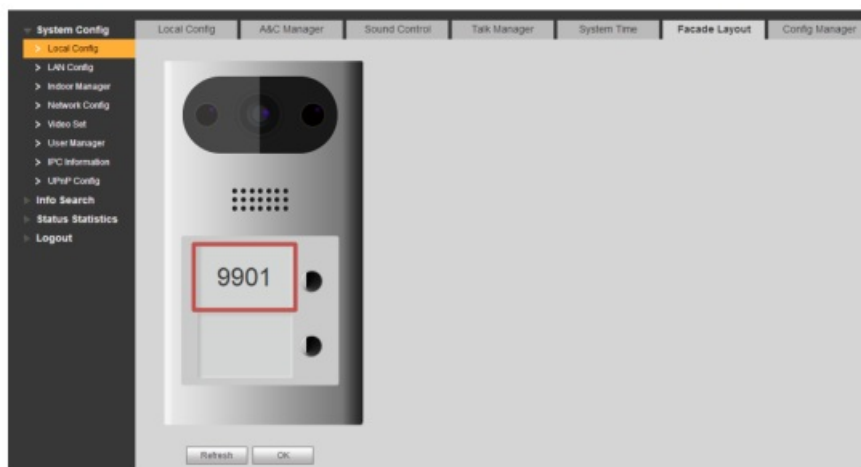 System Config
Local Config
LAN Config
Indoor Manager
Network Config
Video Set
User Manager
IPC Information
UPnP Config
Info Search
Status Statistics
Logout
Local Config A&C Manager Sound Control Talk Manager System Time Facade Layout Config Manager
9901
Refresh OK